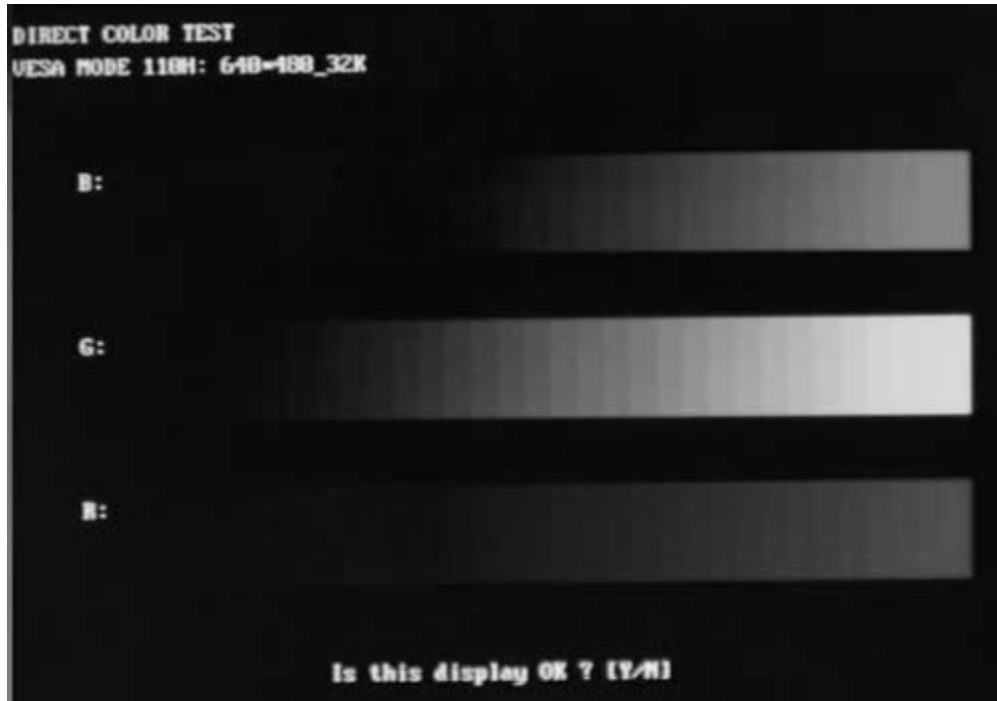 DIRECT COLOR TEST
VESA MODE 110H: 640*480_32K
B:
G:
R:
Is this display OK ? [Y/N]